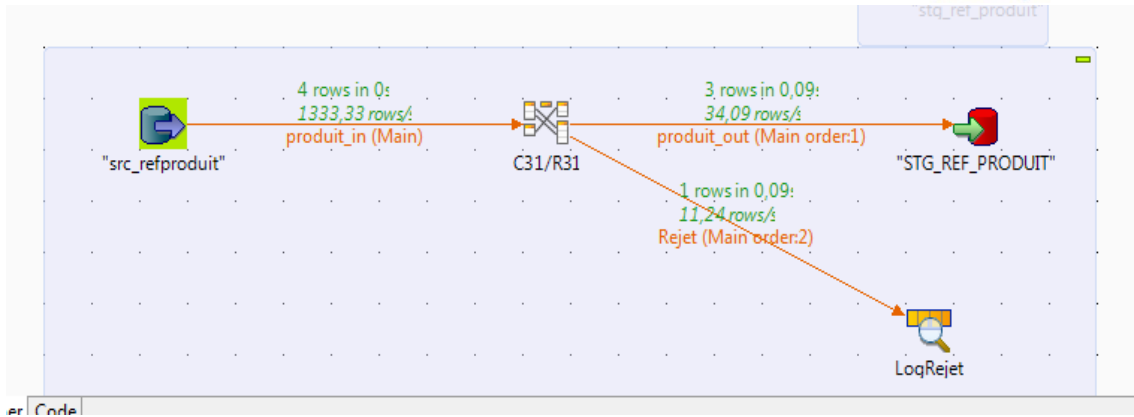 "stg_ref_produit"
4 rows in 0s
1333,33 rows/s
produit_in (Main)
3 rows in 0,09s
34,09 rows/s
produit_out (Main order:1)
"src_refproduit"
C31/R31
"STG_REF_PRODUIT"
1 rows in 0,09s
11,24 rows/s
Rejet (Main order:2)
LogRejet
er Code